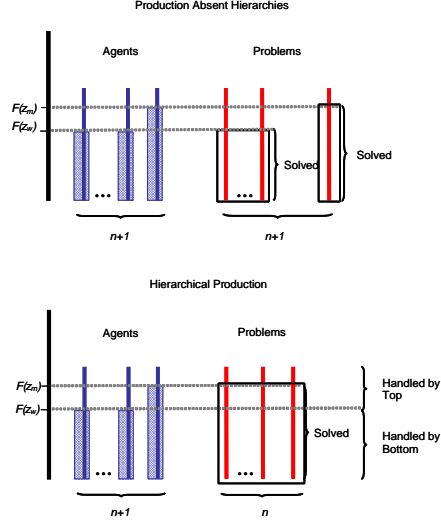 Production Absent Hierarchies
Agents
Problems
F(zm)
F(zw)
Solved
Solved
...
...
n+1
n+1
Hierarchical Production
Agents
Problems
F(zm)
F(zw)
Handled by
Top
Solved
Handled by
Bottom
...
...
n+1
n